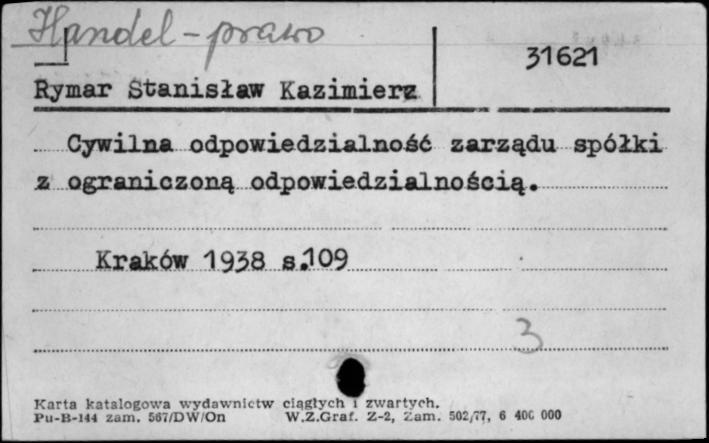 Handel - prawo
31621
Rymar Stanisław Kazimierz
Cywilna odpowiedzialność zarządu spółki
z ograniczoną odpowiedzialnością.
Kraków 1938 s.109
3
Karta katalogowa wydawnictw ciągłych i zwartych.
Pu-B-144 zam. 567/DW/On W.Z.Graf. Z-2, Zam. 502/77, 6 400 000